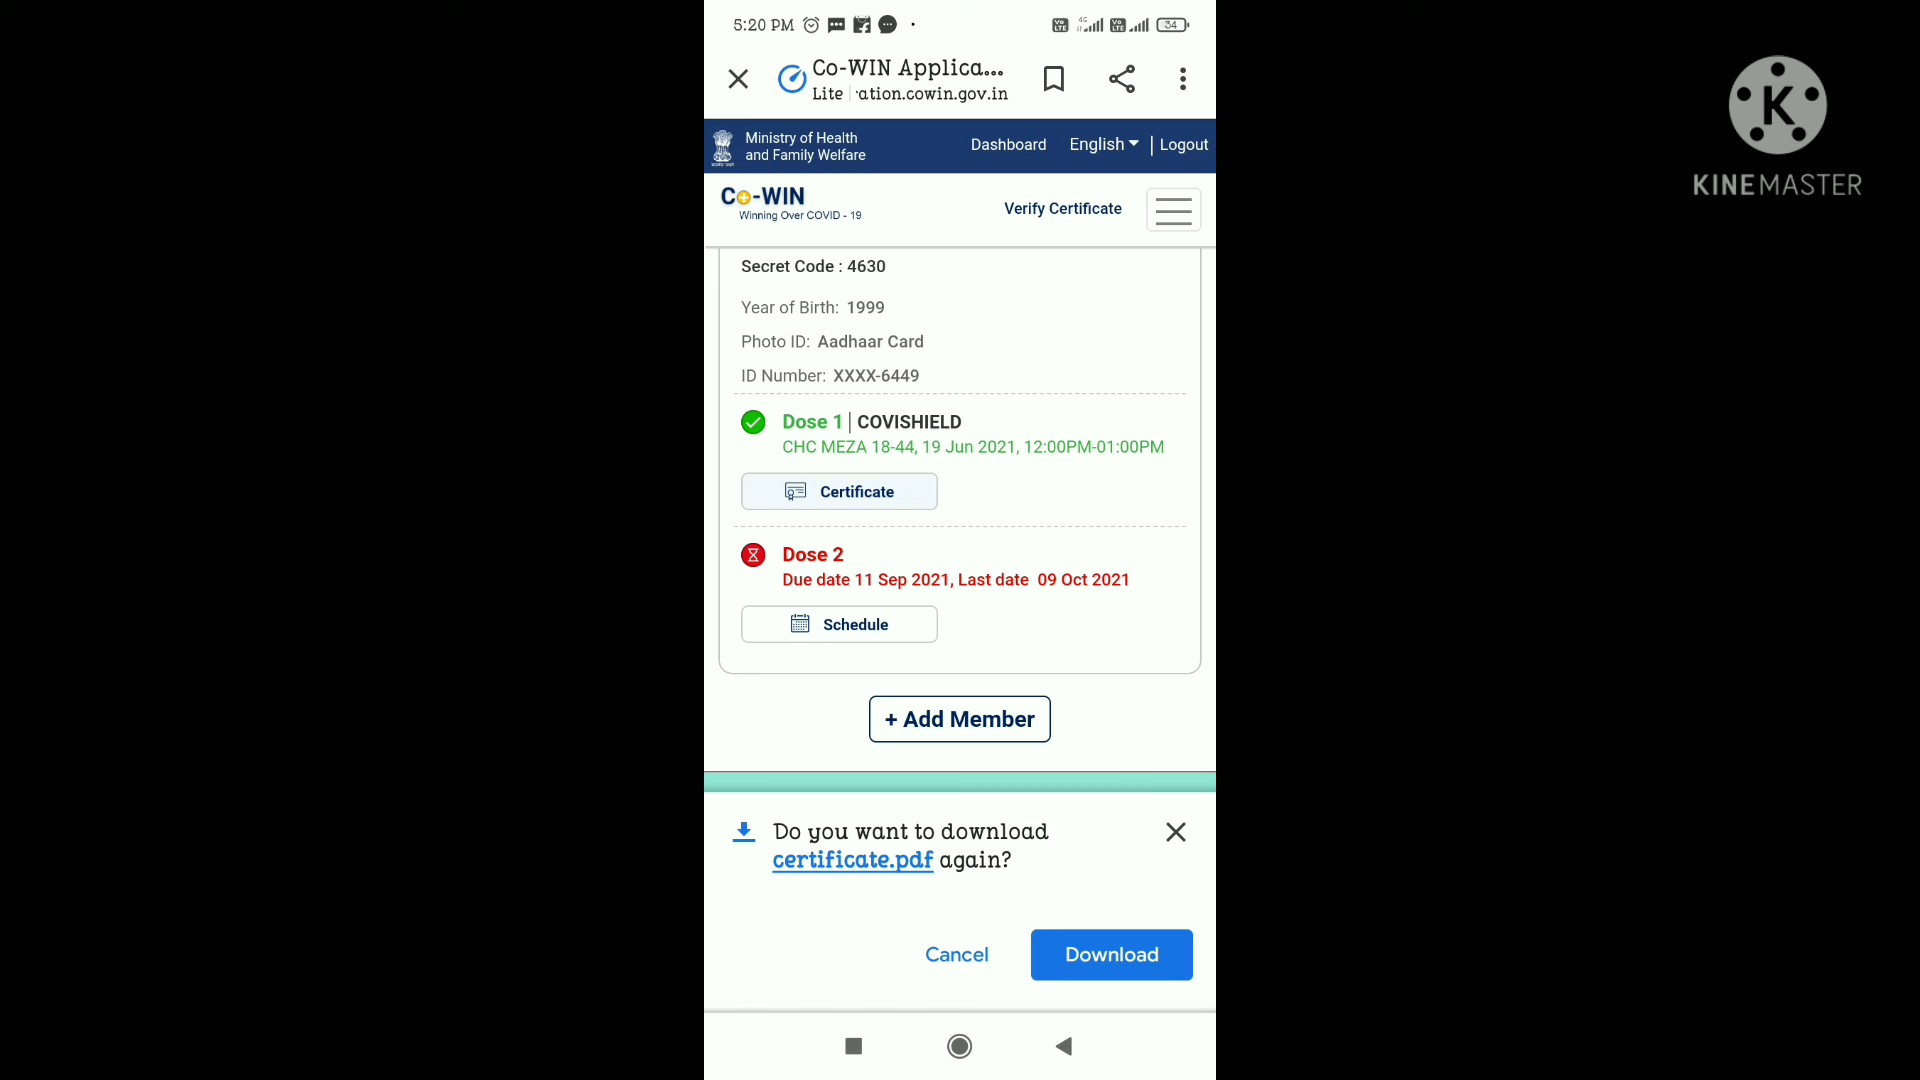 5:20 PM
34
Co-WIN Applica...
Lite ation.cowin.gov.in
Ministry of Health
and Family Welfare
Dashboard English | Logout
Co-WIN
Winning Over COVID - 19
Verify Certificate
Secret Code : 4630
Year of Birth: 1999
Photo ID: Aadhaar Card
ID Number: XXXX-6449
Dose 1 | COVISHIELD
CHC MEZA 18-44, 19 Jun 2021, 12:00PM-01:00PM
Certificate
Dose 2
Due date 11 Sep 2021, Last date 09 Oct 2021
Schedule
+ Add Member
Do you want to download
certificate.pdf again?
Cancel Download
K
KINEMASTER